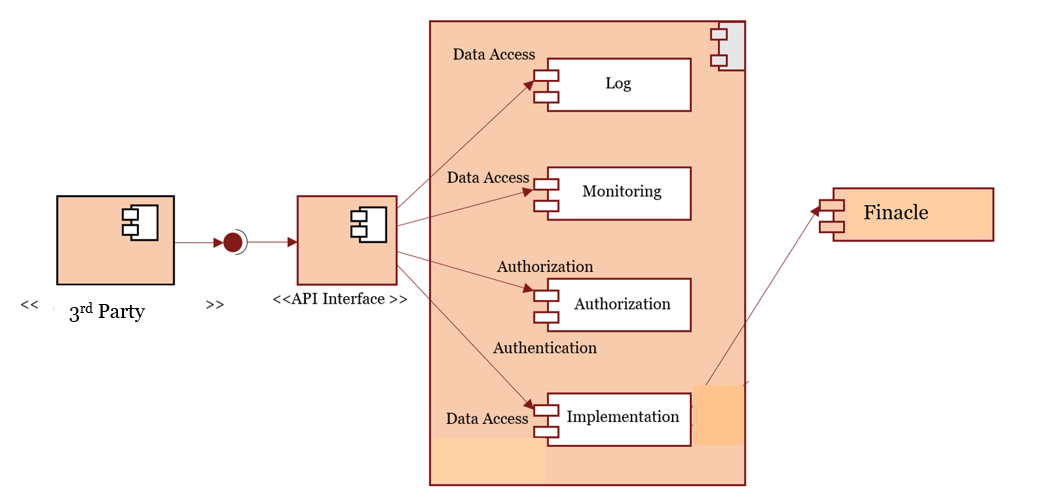 Data Access
Log
Data Access
Monitoring
Finacle
Authorization
<< 3rd Party >>
<<API Interface >>
Authorization
Authentication
Implementation
Data Access